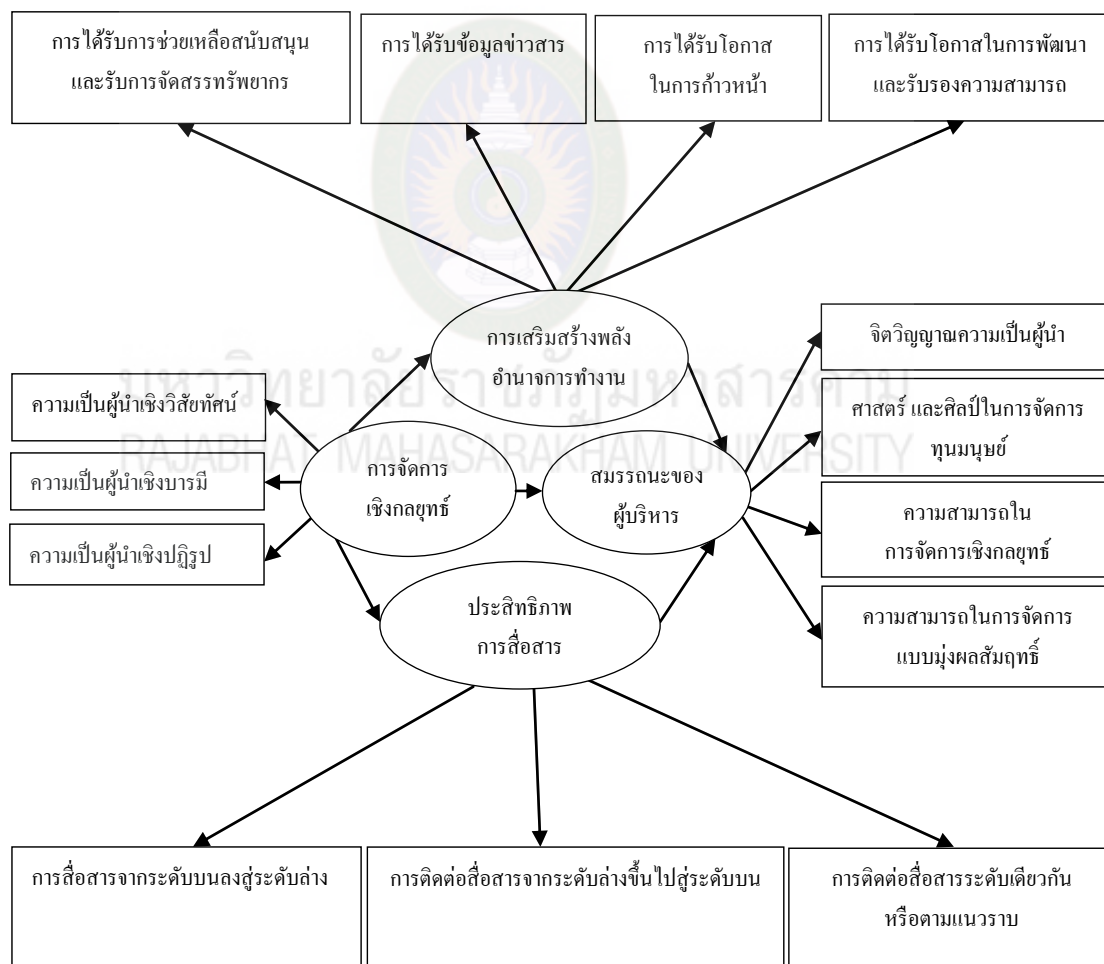 การได้รับการช่วยเหลือสนับสนุน
และรับการจัดสรรทรัพยากร
การได้รับข้อมูลข่าวสาร
การได้รับโอกาส
ในการก้าวหน้า
การได้รับโอกาสในการพัฒนา
และรับรองความสามารถ
การเสริมสร้างพลัง
อำนาจการทำงาน
จิตวิญญาณความเป็นผู้นำ
มหาวิทยาลัยราชภัฏมหาสารคาม
ความเป็นผู้นำเชิงวิสัยทัศน์
ศาสตร์ และศิลป์ในการจัดการ
ทุนมนุษย์
RAJABHAT MAHASARAKHAM UNIVERSITY
ความเป็นผู้นำเชิงบารมี
การจัดการ
เชิงกลยุทธ์
สมรรถนะของ
ผู้บริหาร
ความสามารถใน
การจัดการเชิงกลยุทธ์
ความเป็นผู้นำเชิงปฏิรูป
ประสิทธิภาพ
การสื่อสาร
ความสามารถในการจัดการ
แบบมุ่งผลสัมฤทธิ์
การสื่อสารจากระดับบนลงสู่ระดับล่าง
การติดต่อสื่อสารจากระดับล่างขึ้นไปสู่ระดับบน
การติดต่อสื่อสารระดับเดียวกัน
หรือตามแนวราบ